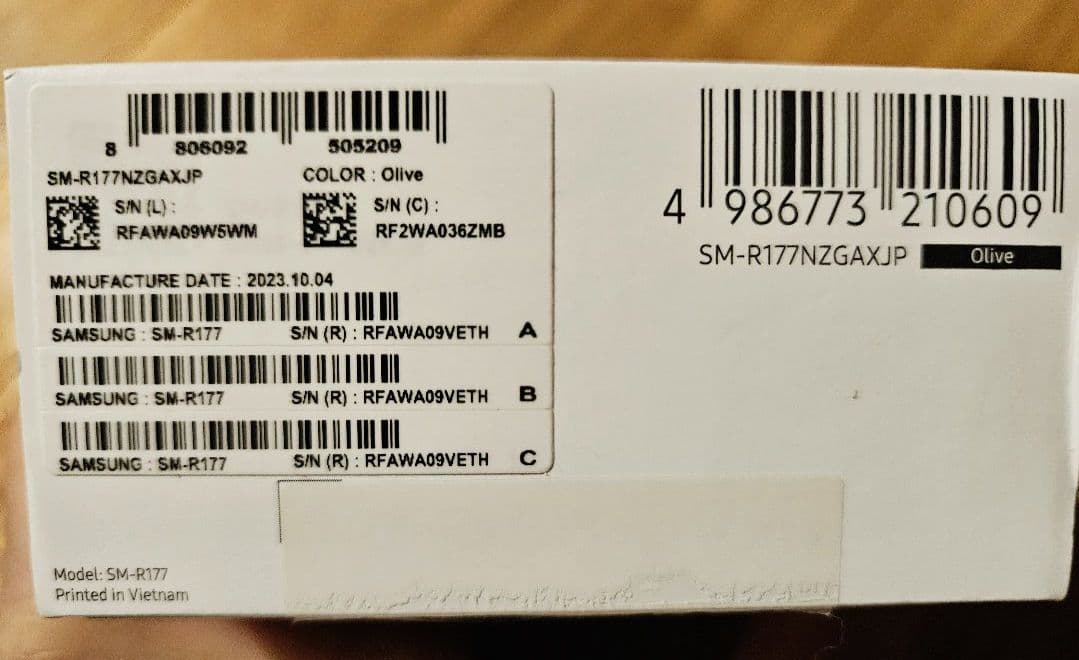 8 806092 505209
SM-R177NZGAXJP COLOR : Olive
S/N (L) : S/N (C) :
RFAWA09W5WM RF2WA036ZMB
MANUFACTURE DATE : 2023.10.04
SAMSUNG : SM-R177 S/N (R) : RFAWA09VETH A
SAMSUNG : SM-R177 S/N (R) : RFAWA09VETH B
SAMSUNG : SM-R177 S/N (R) : RFAWA09VETH C
4 986773 210609
SM-R177NZGAXJP Olive
Model: SM-R177
Printed in Vietnam